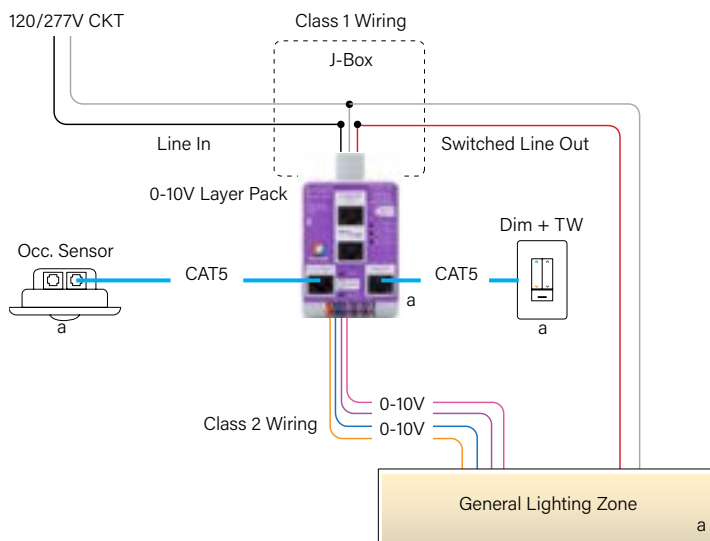 120/277V CKT
Class 1 Wiring
J-Box
Line In
Switched Line Out
0-10V Layer Pack
Dim + TW
Occ. Sensor
CAT5
CAT5
a
a
a
0-10V
Class 2 Wiring
0-10V
General Lighting Zone
a